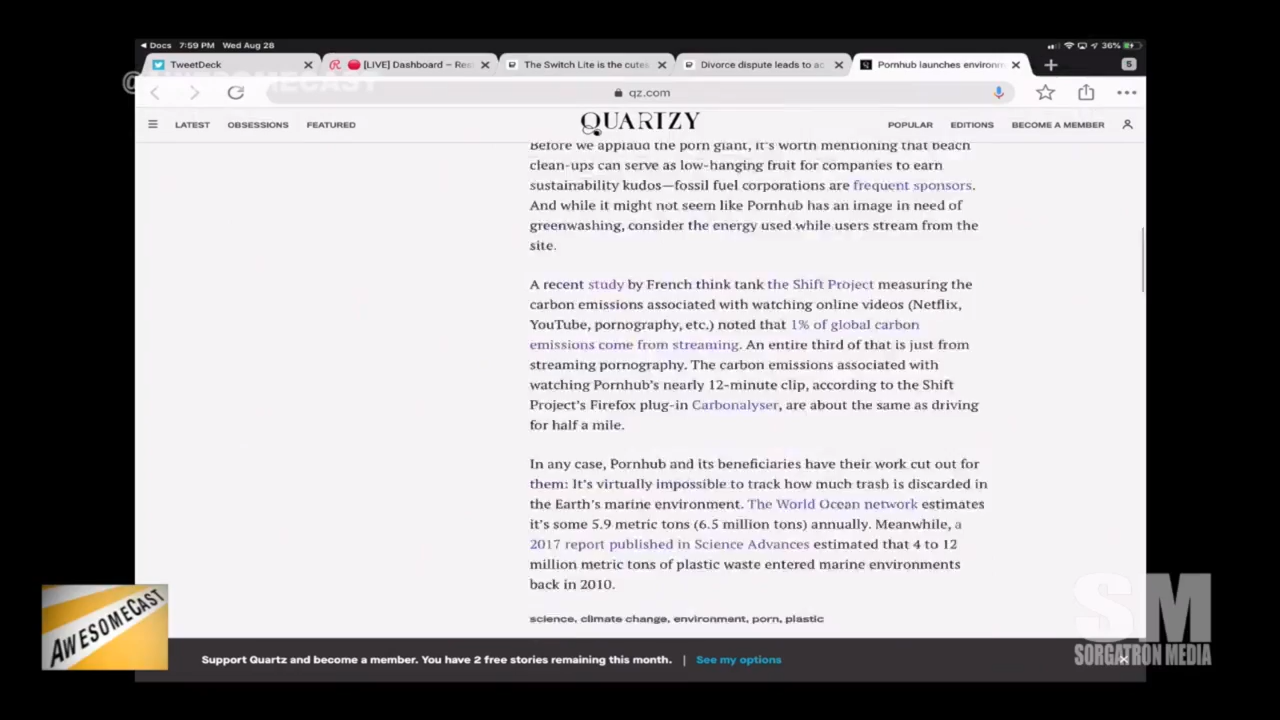 Docs 7:59 PM Wed Aug 28 36%
TweetDeck [LIVE] Dashboard – Res The Switch Lite is the cutes Divorce dispute leads to ac Pornhub launches environm 5
qz.com
LATEST OBSESSIONS FEATURED QUARTZY POPULAR EDITIONS BECOME A MEMBER
Before we applaud the porn giant, it's worth mentioning that beach
clean-ups can serve as low-hanging fruit for companies to earn
sustainability kudos—fossil fuel corporations are frequent sponsors.
And while it might not seem like Pornhub has an image in need of
greenwashing, consider the energy used while users stream from the
site.
A recent study by French think tank the Shift Project measuring the
carbon emissions associated with watching online videos (Netflix,
YouTube, pornography, etc.) noted that 1% of global carbon
emissions come from streaming. An entire third of that is just from
streaming pornography. The carbon emissions associated with
watching Pornhub's nearly 12-minute clip, according to the Shift
Project's Firefox plug-in Carbonalyser, are about the same as driving
for half a mile.
In any case, Pornhub and its beneficiaries have their work cut out for
them: It's virtually impossible to track how much trash is discarded in
the Earth's marine environment. The World Ocean network estimates
it's some 5.9 metric tons (6.5 million tons) annually. Meanwhile, a
2017 report published in Science Advances estimated that 4 to 12
million metric tons of plastic waste entered marine environments
back in 2010.
science, climate change, environment, porn, plastic
Support Quartz and become a member. You have 2 free stories remaining this month. | See my options
AWESOMECAST
SM
SORGATRON MEDIA